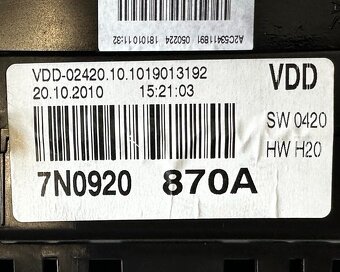 A2C53411891 050224 181010 11:32
VDD-02420.10.1019013192
20.10.2010 15:21:03
VDD
SW 0420
HW H20
7N0920 870A